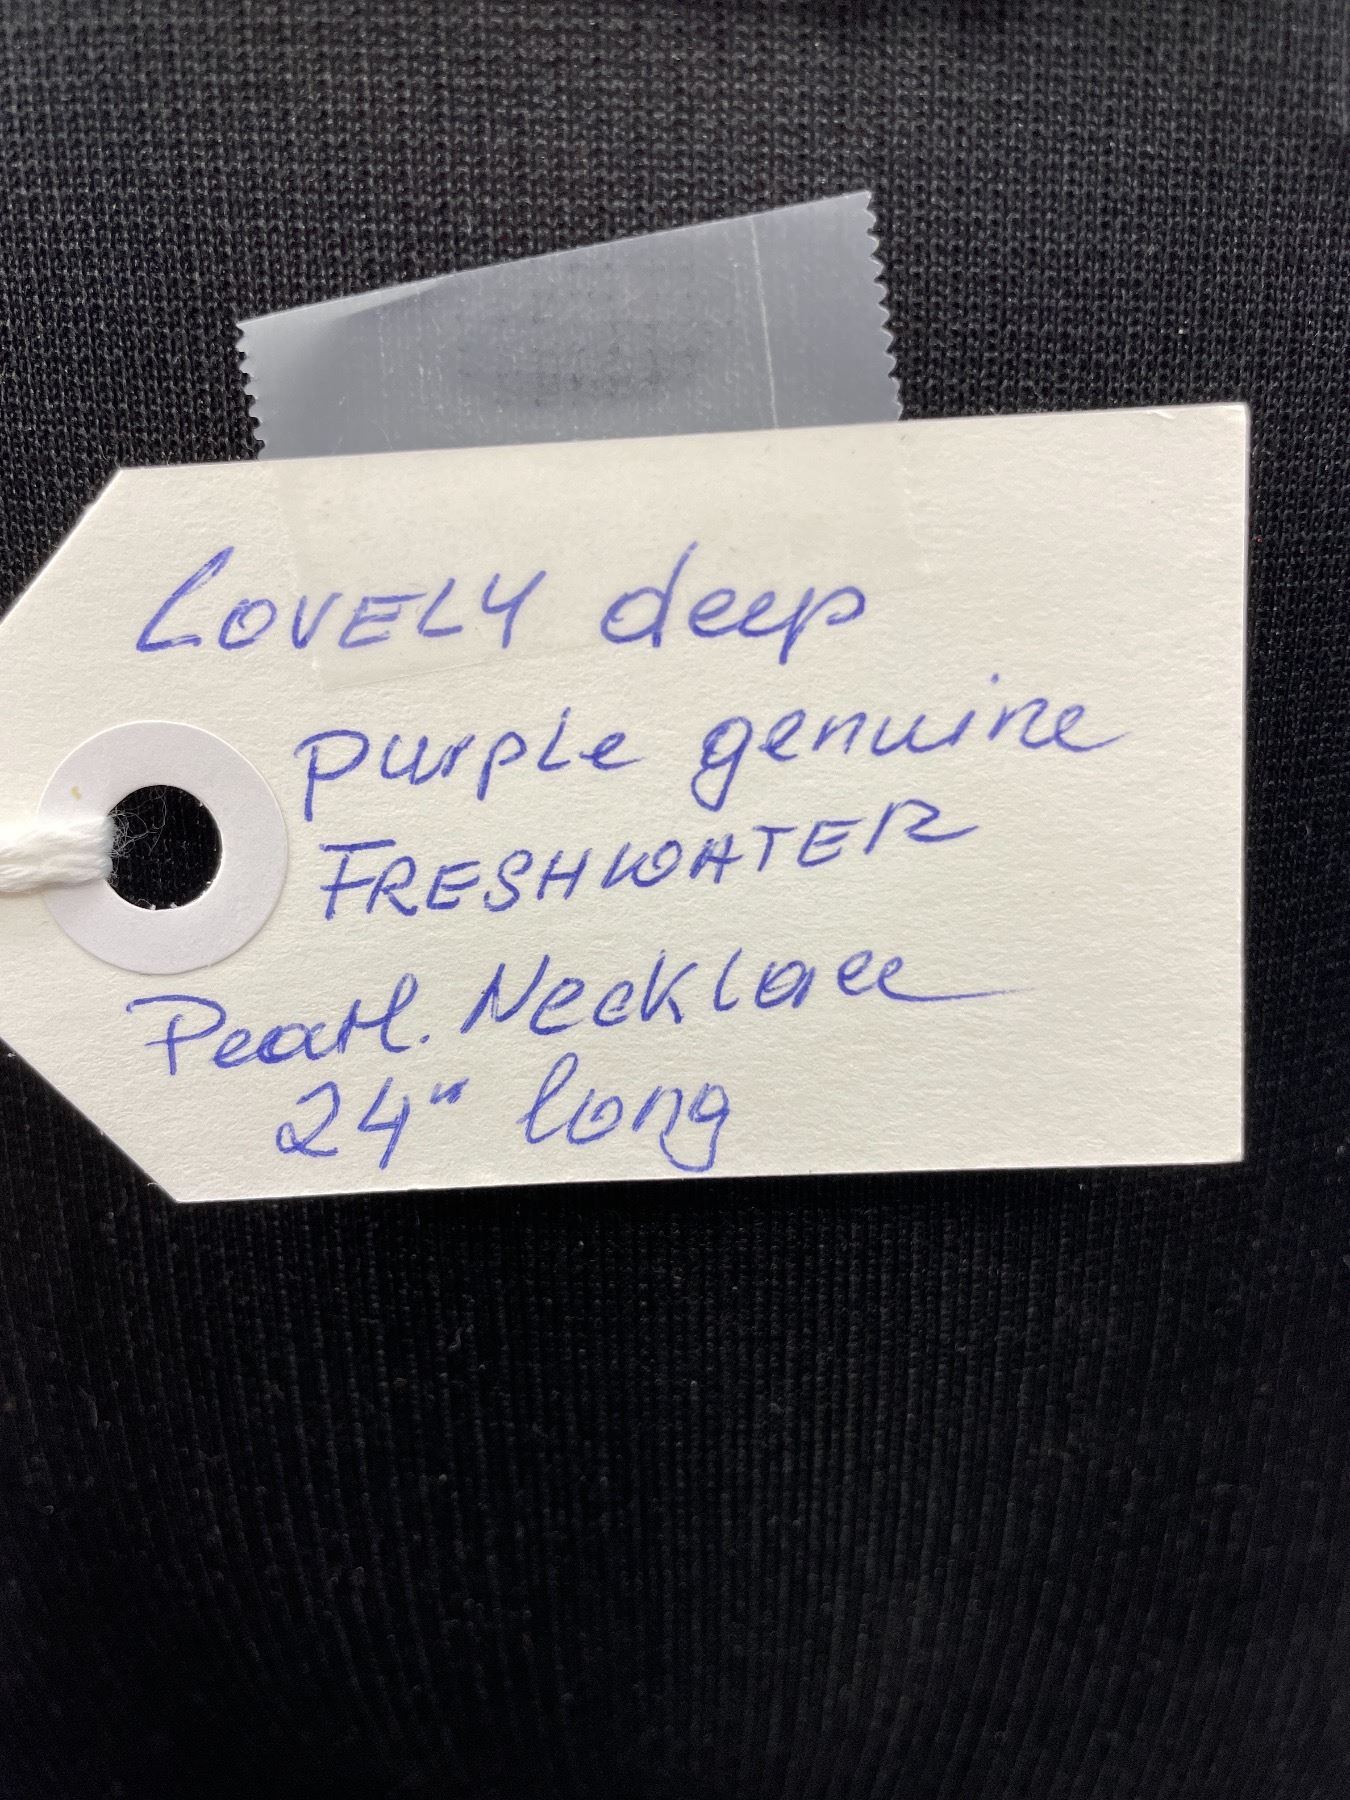 LOVELY deep
purple genuine
FRESHWATER
Pearl. Necklace
24" long